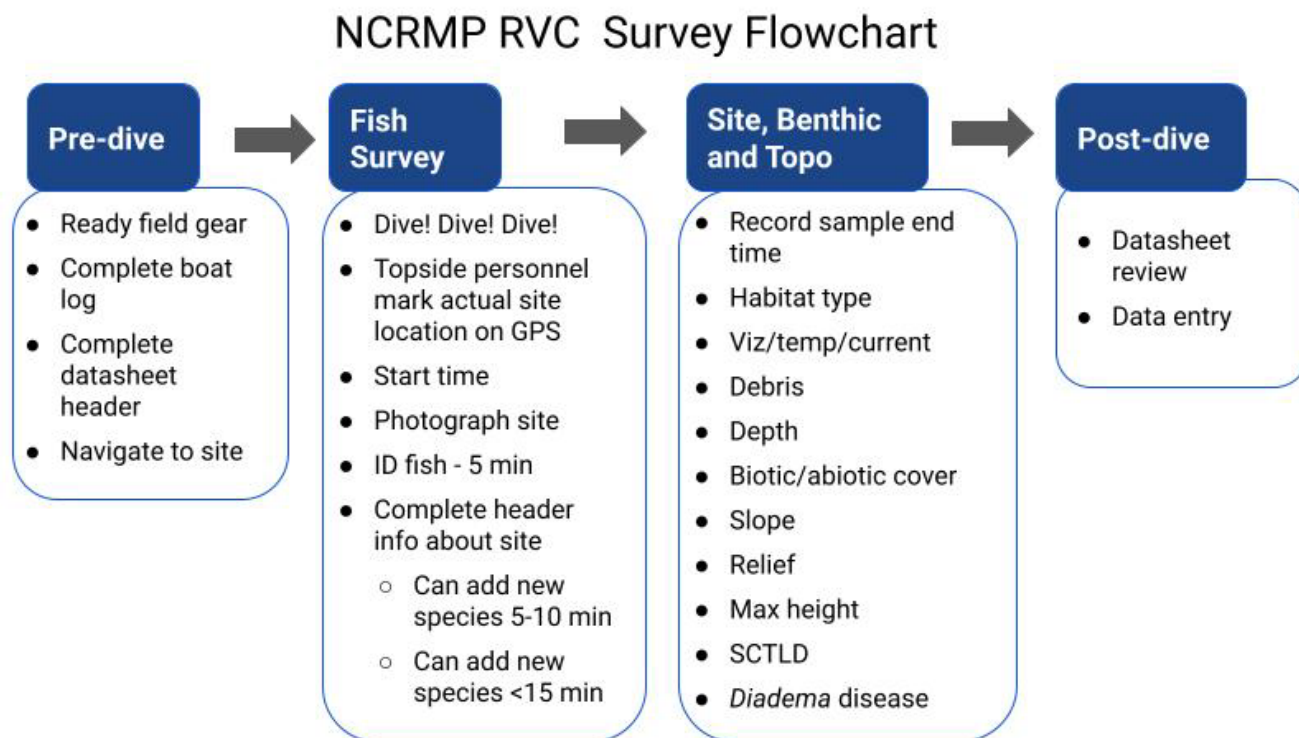 NCRMP RVC Survey Flowchart
Pre-dive
● Ready field gear
● Complete boat
log
● Complete
datasheet
header
● Navigate to site
Fish
Survey
● Dive! Dive! Dive!
● Topside personnel
mark actual site
location on GPS
● Start time
● Photograph site
● ID fish - 5 min
● Complete header
info about site
○ Can add new
species 5-10 min
○ Can add new
species <15 min
Site, Benthic
and Topo
● Record sample end
time
● Habitat type
● Viz/temp/current
● Debris
● Depth
● Biotic/abiotic cover
● Slope
● Relief
● Max height
● SCTLD
● Diadema disease
Post-dive
● Datasheet
review
● Data entry